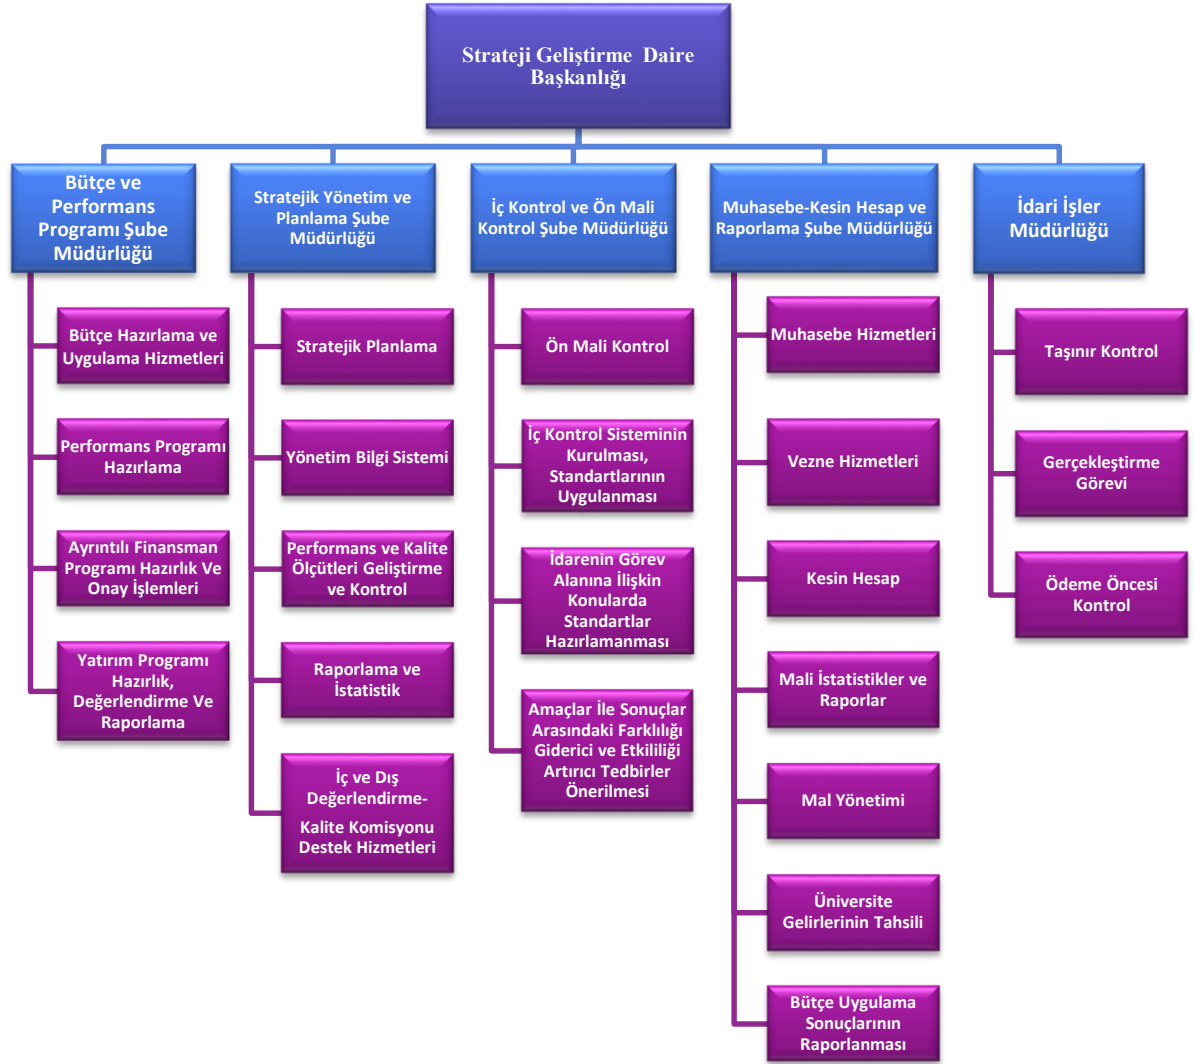 Strateji Geliştirme Daire
Başkanlığı
Bütçe ve
Performans
Programı Şube
Müdürlüğü
Bütçe Hazırlama ve
Uygulama Hizmetleri
Performans Programı
Hazırlama
Ayrıntılı Finansman
Programı Hazırlık Ve
Onay İşlemleri
Yatırım Programı
Hazırlık,
Değerlendirme Ve
Raporlama
Stratejik Yönetim ve
Planlama Şube
Müdürlüğü
Stratejik Planlama
Yönetim Bilgi Sistemi
Performans ve Kalite
Ölçütleri Geliştirme
ve Kontrol
Raporlama ve
İstatistik
İç ve Dış
Değerlendirme-
Kalite Komisyonu
Destek Hizmetleri
İç Kontrol ve Ön Mali
Kontrol Şube Müdürlüğü
Ön Mali Kontrol
İç Kontrol Sisteminin
Kurulması,
Standartlarının
Uygulanması
İdarenin Görev
Alanına İlişkin
Konularda
Standartlar
Hazırlamanması
Amaçlar İle Sonuçlar
Arasındaki Farklılığı
Giderici ve Etkililiği
Artırıcı Tedbirler
Önerilmesi
Muhasebe-Kesin Hesap ve
Raporlama Şube Müdürlüğü
Muhasebe Hizmetleri
Vezne Hizmetleri
Kesin Hesap
Mali İstatistikler ve
Raporlar
Mal Yönetimi
Üniversite
Gelirlerinin Tahsili
Bütçe Uygulama
Sonuçlarının
Raporlanması
İdari İşler
Müdürlüğü
Taşınır Kontrol
Gerçekleştirme
Görevi
Ödeme Öncesi
Kontrol